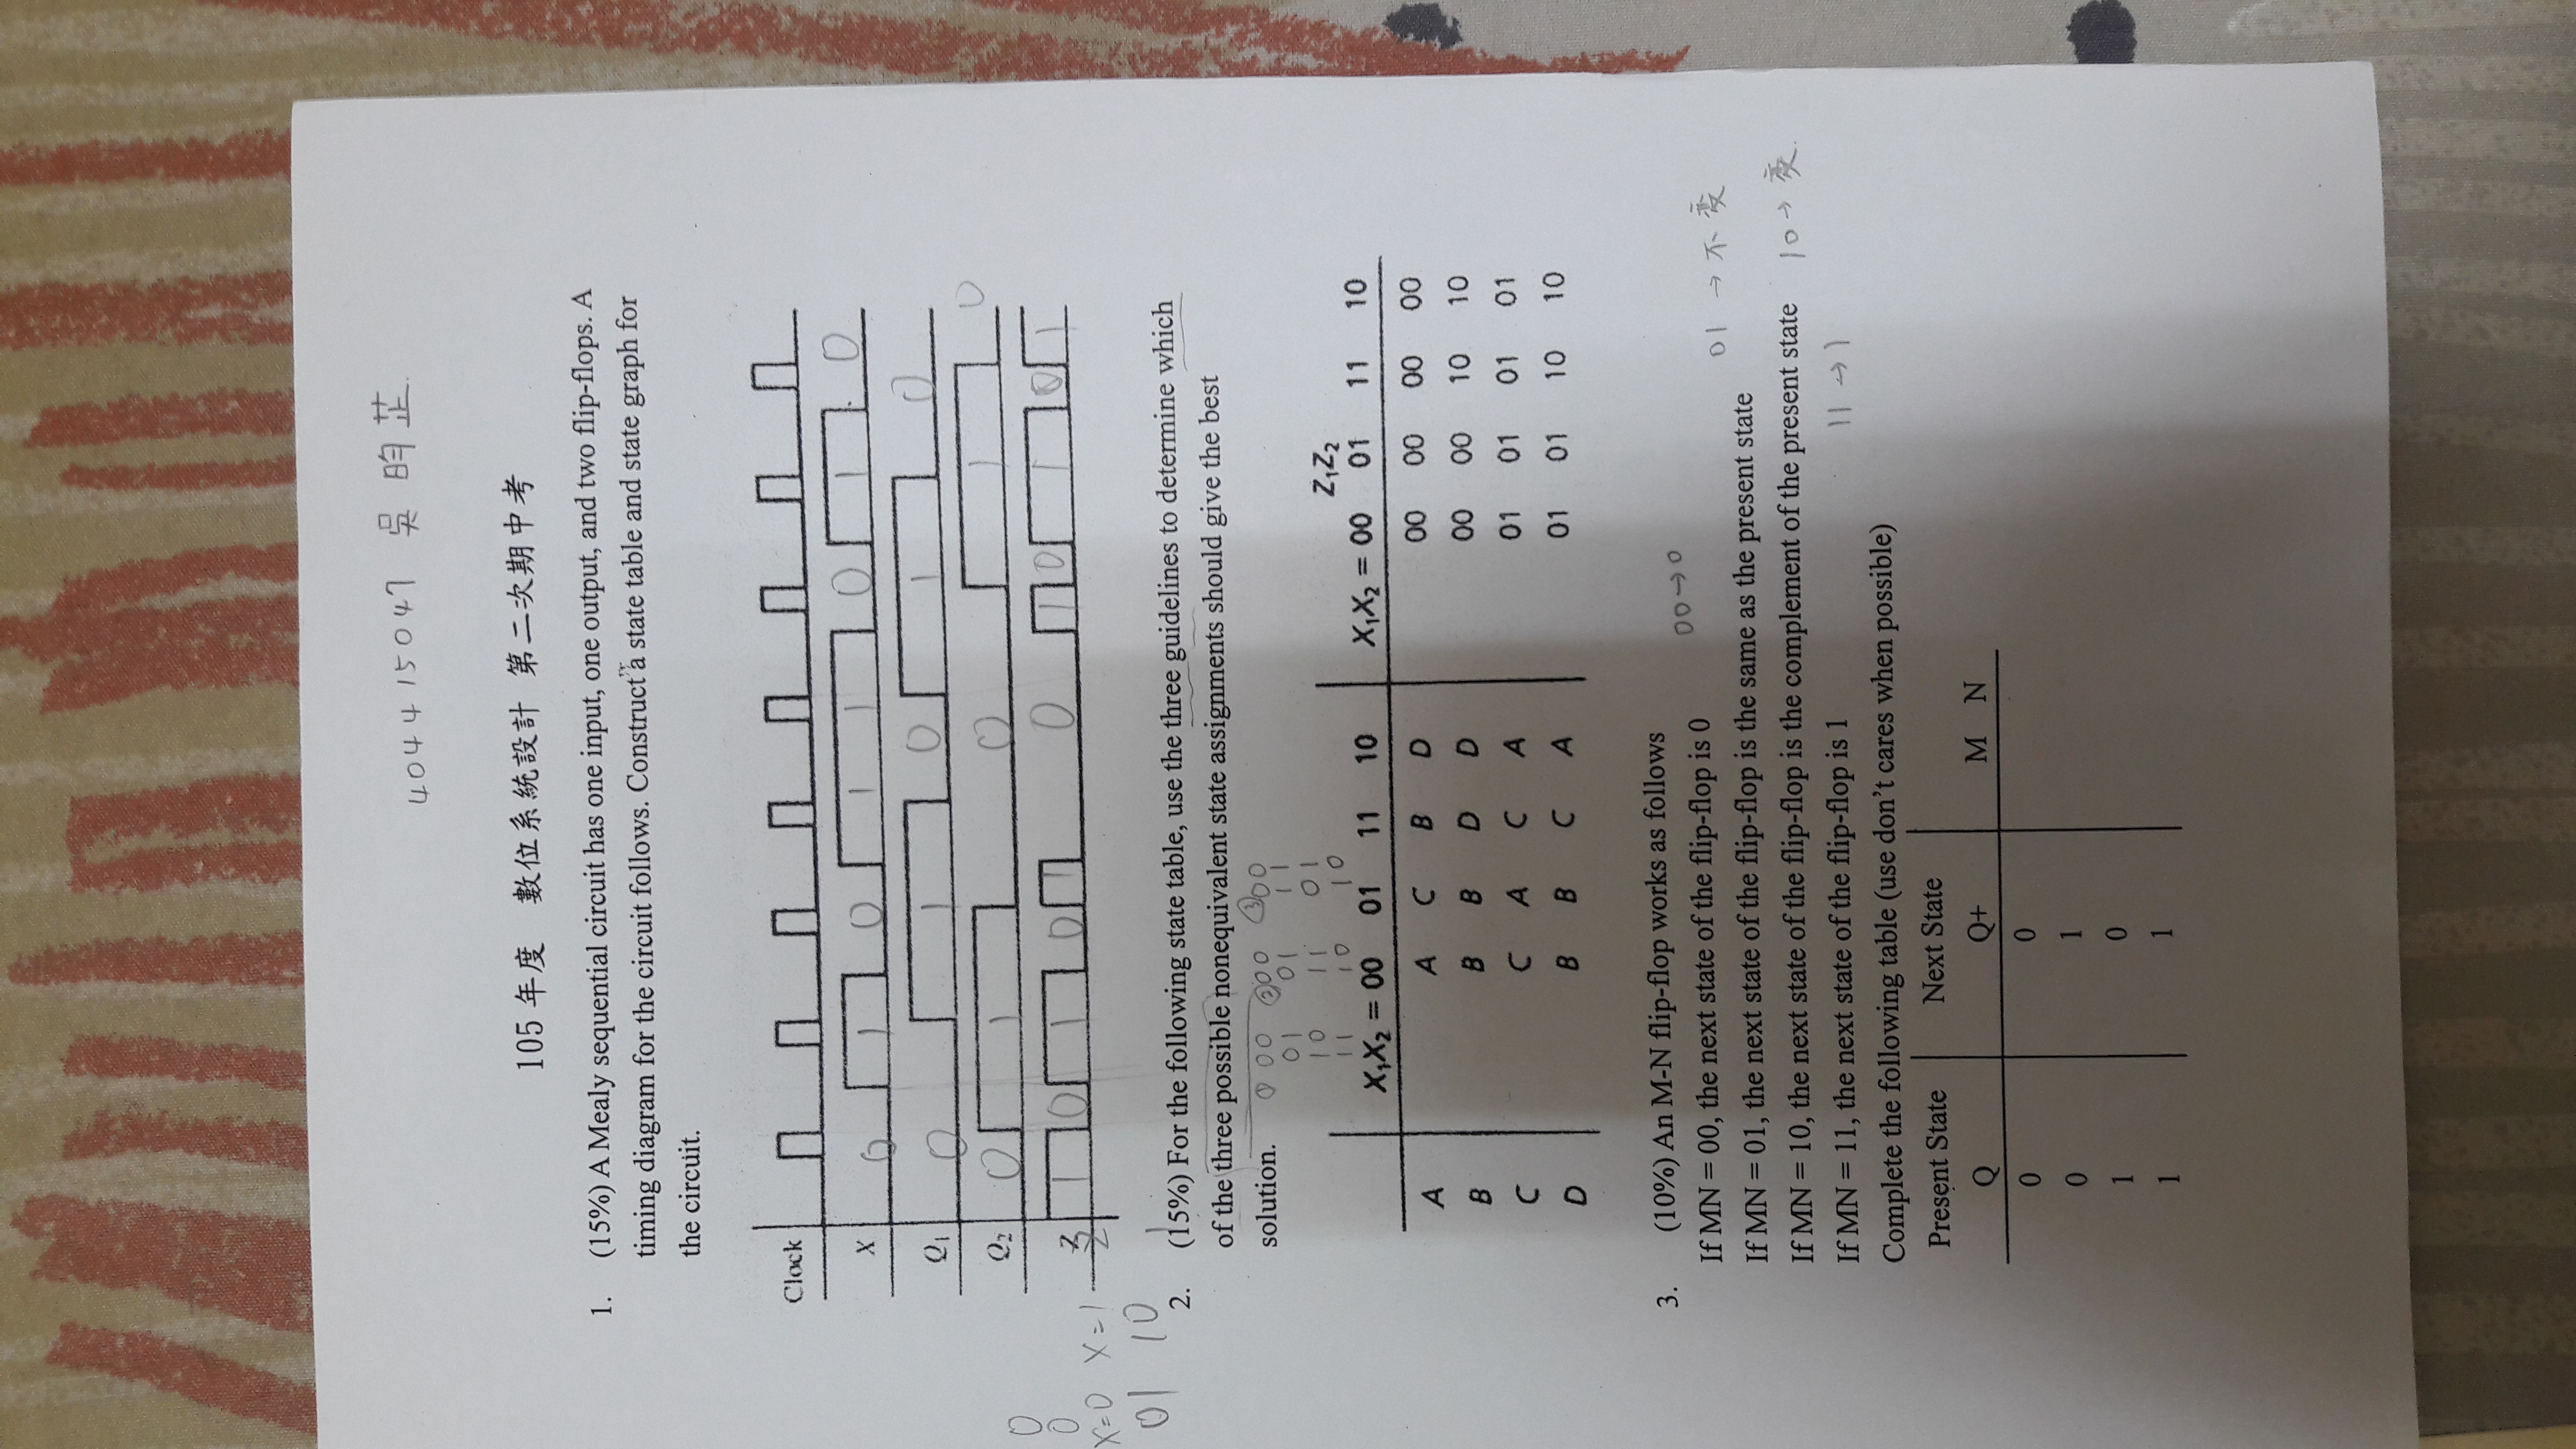 404415047 吳昀芷.
105 年度 數位系統設計 第二次期中考
1. (15%) A Mealy sequential circuit has one input, one output, and two flip-flops. A
timing diagram for the circuit follows. Construct a state table and state graph for
the circuit.
Clock
X 0 1 0 1 1 0 1 0
Q1 0 1 0 1 0
Q2 0 1 0 1 0
Z 1 0 1 0 1 0 1 0 1 0 1
0
0
X=0 X=1
01 10
2. (15%) For the following state table, use the three guidelines to determine which
of the three possible nonequivalent state assignments should give the best
solution. ① 00 ② 00 ③ 00
01 01 11
10 11 01
11 10 10
Z1Z2
X1X2 = 00 01 11 10 X1X2 = 00 01 11 10
A A C B D 00 00 00 00
B B B D D 00 00 10 10
C C A C A 01 01 01 01
D B B C A 01 01 10 10
3. (10%) An M-N flip-flop works as follows
If MN = 00, the next state of the flip-flop is 0 00→0
If MN = 01, the next state of the flip-flop is the same as the present state 01 → 不变
If MN = 10, the next state of the flip-flop is the complement of the present state 10 → 变.
If MN = 11, the next state of the flip-flop is 1 11 → 1
Complete the following table (use don't cares when possible)
Present State Next State
Q Q+ M N
0 0
0 1
1 0
1 1